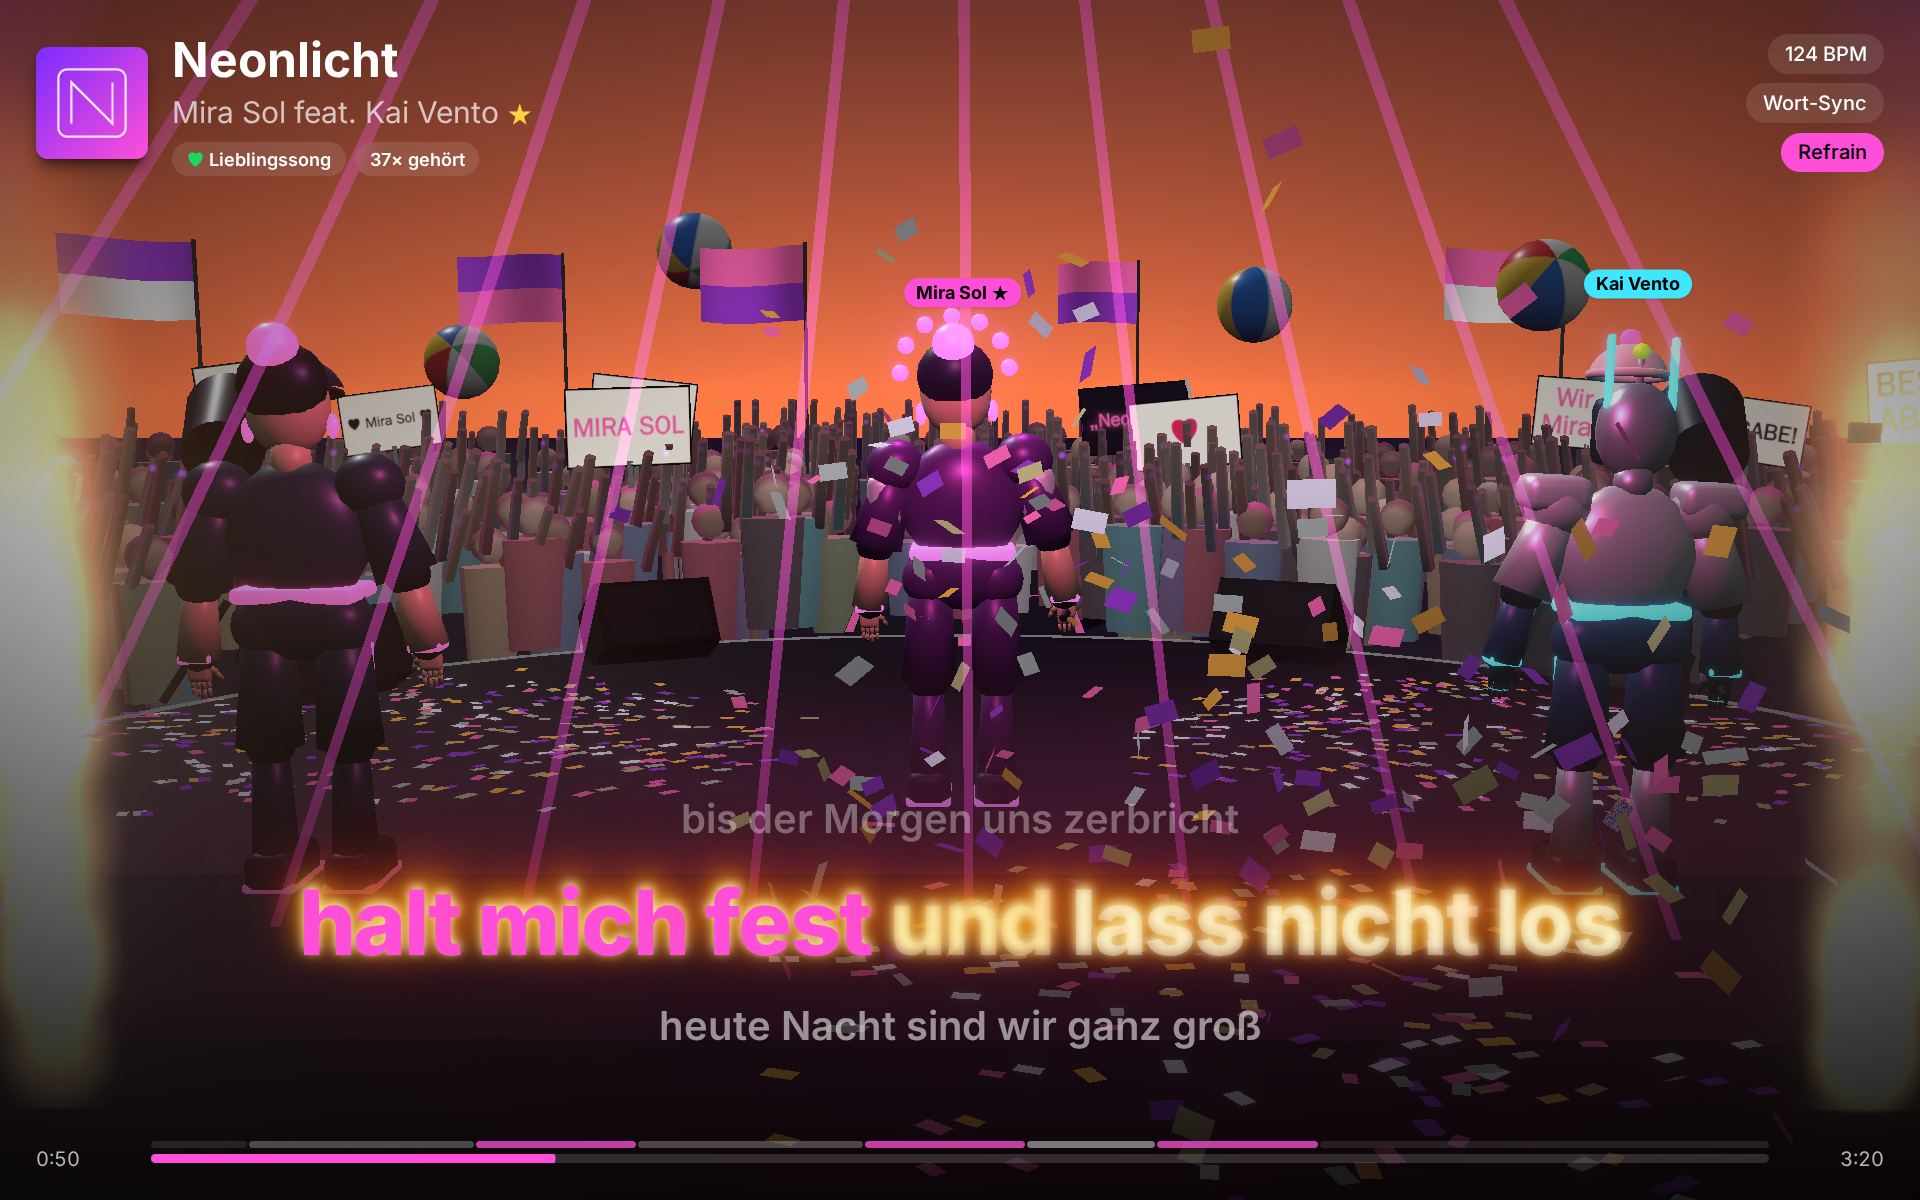 N
Neonlicht
Mira Sol feat. Kai Vento ★
Lieblingssong
37× gehört
124 BPM
Wort-Sync
Refrain
Mira Sol ★
Kai Vento
Mira Sol
MIRA SOL
Wir
bis der Morgen uns zerbricht
halt mich fest und lass nicht los
heute Nacht sind wir ganz groß
0:50
3:20